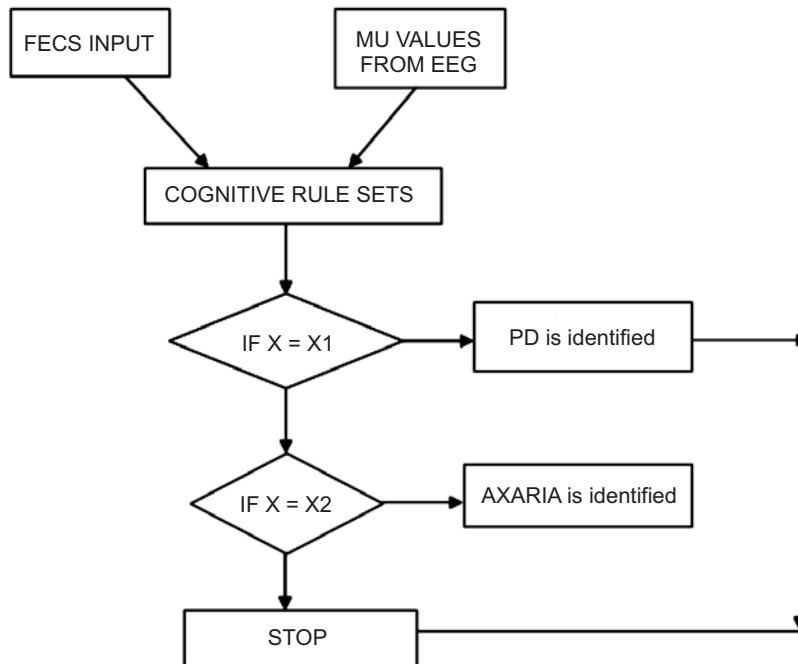 FECS INPUT
MU VALUES
FROM EEG
COGNITIVE RULE SETS
IF X = X1
PD is identified
IF X = X2
AXARIA is identified
STOP